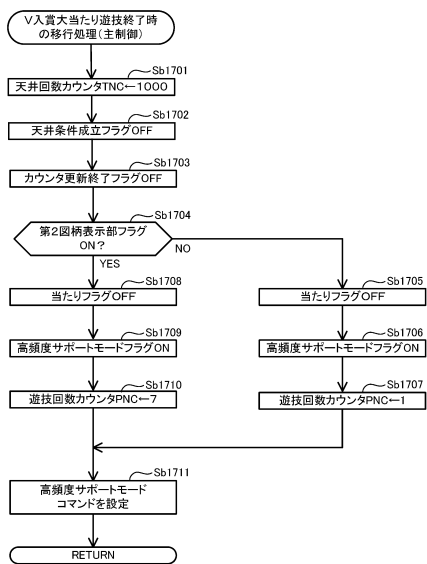 V入賞大当たり遊技終了時
の移行処理(主制御)
Sb1701
天井回数カウンタTNC←1000
Sb1702
天井条件成立フラグOFF
Sb1703
カウンタ更新終了フラグOFF
Sb1704
第2図柄表示部フラグ
ON?
NO
YES
Sb1708
当たりフラグOFF
Sb1705
当たりフラグOFF
Sb1709
高頻度サポートモードフラグON
Sb1706
高頻度サポートモードフラグON
Sb1710
遊技回数カウンタPNC←7
Sb1707
遊技回数カウンタPNC←1
Sb1711
高頻度サポートモード
コマンドを設定
RETURN